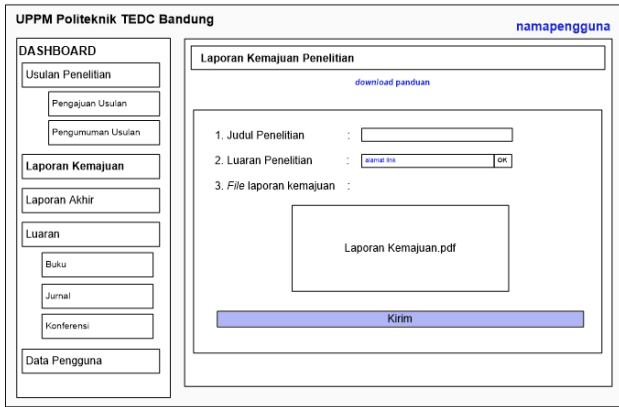 UPPM Politeknik TEDC Bandung
namapengguna
DASHBOARD
Usulan Penelitian
Pengajuan Usulan
Pengumuman Usulan
Laporan Kemajuan
Laporan Akhir
Luaran
Buku
Jurnal
Konferensi
Data Pengguna
Laporan Kemajuan Penelitian
download panduan
1. Judul Penelitian :
2. Luaran Penelitian : alamat link OK
3. File laporan kemajuan :
Laporan Kemajuan.pdf
Kirim